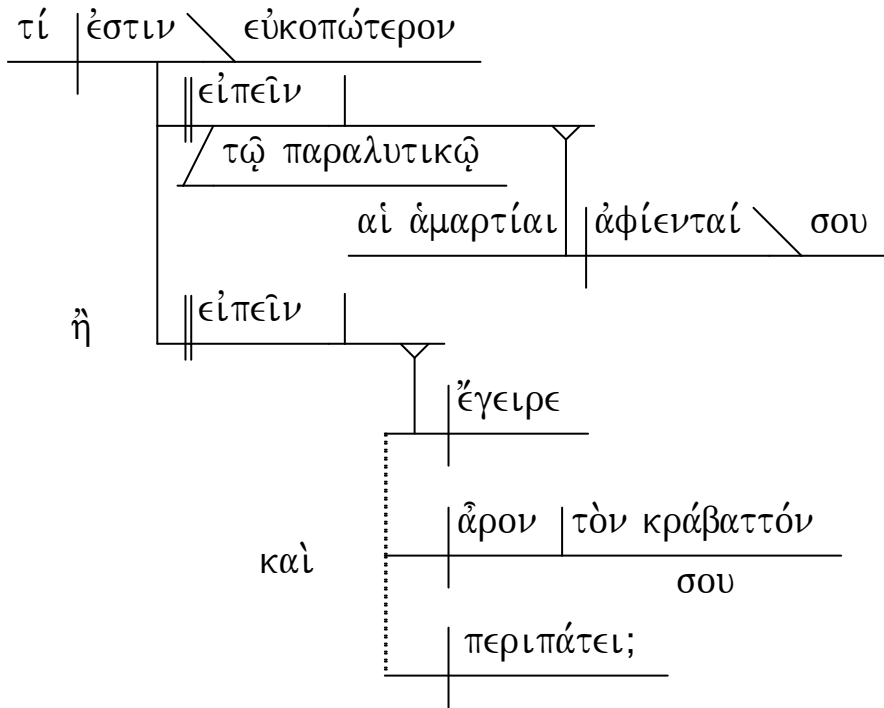 τί ἐστιν εὐκοπώτερον
εἰπεῖν
τῷ παραλυτικῷ
αἱ ἁμαρτίαι ἀφίενταί σου
ἢ εἰπεῖν
ἔγειρε
ἆρον τὸν κράβαττόν
καὶ
σου
περιπάτει;